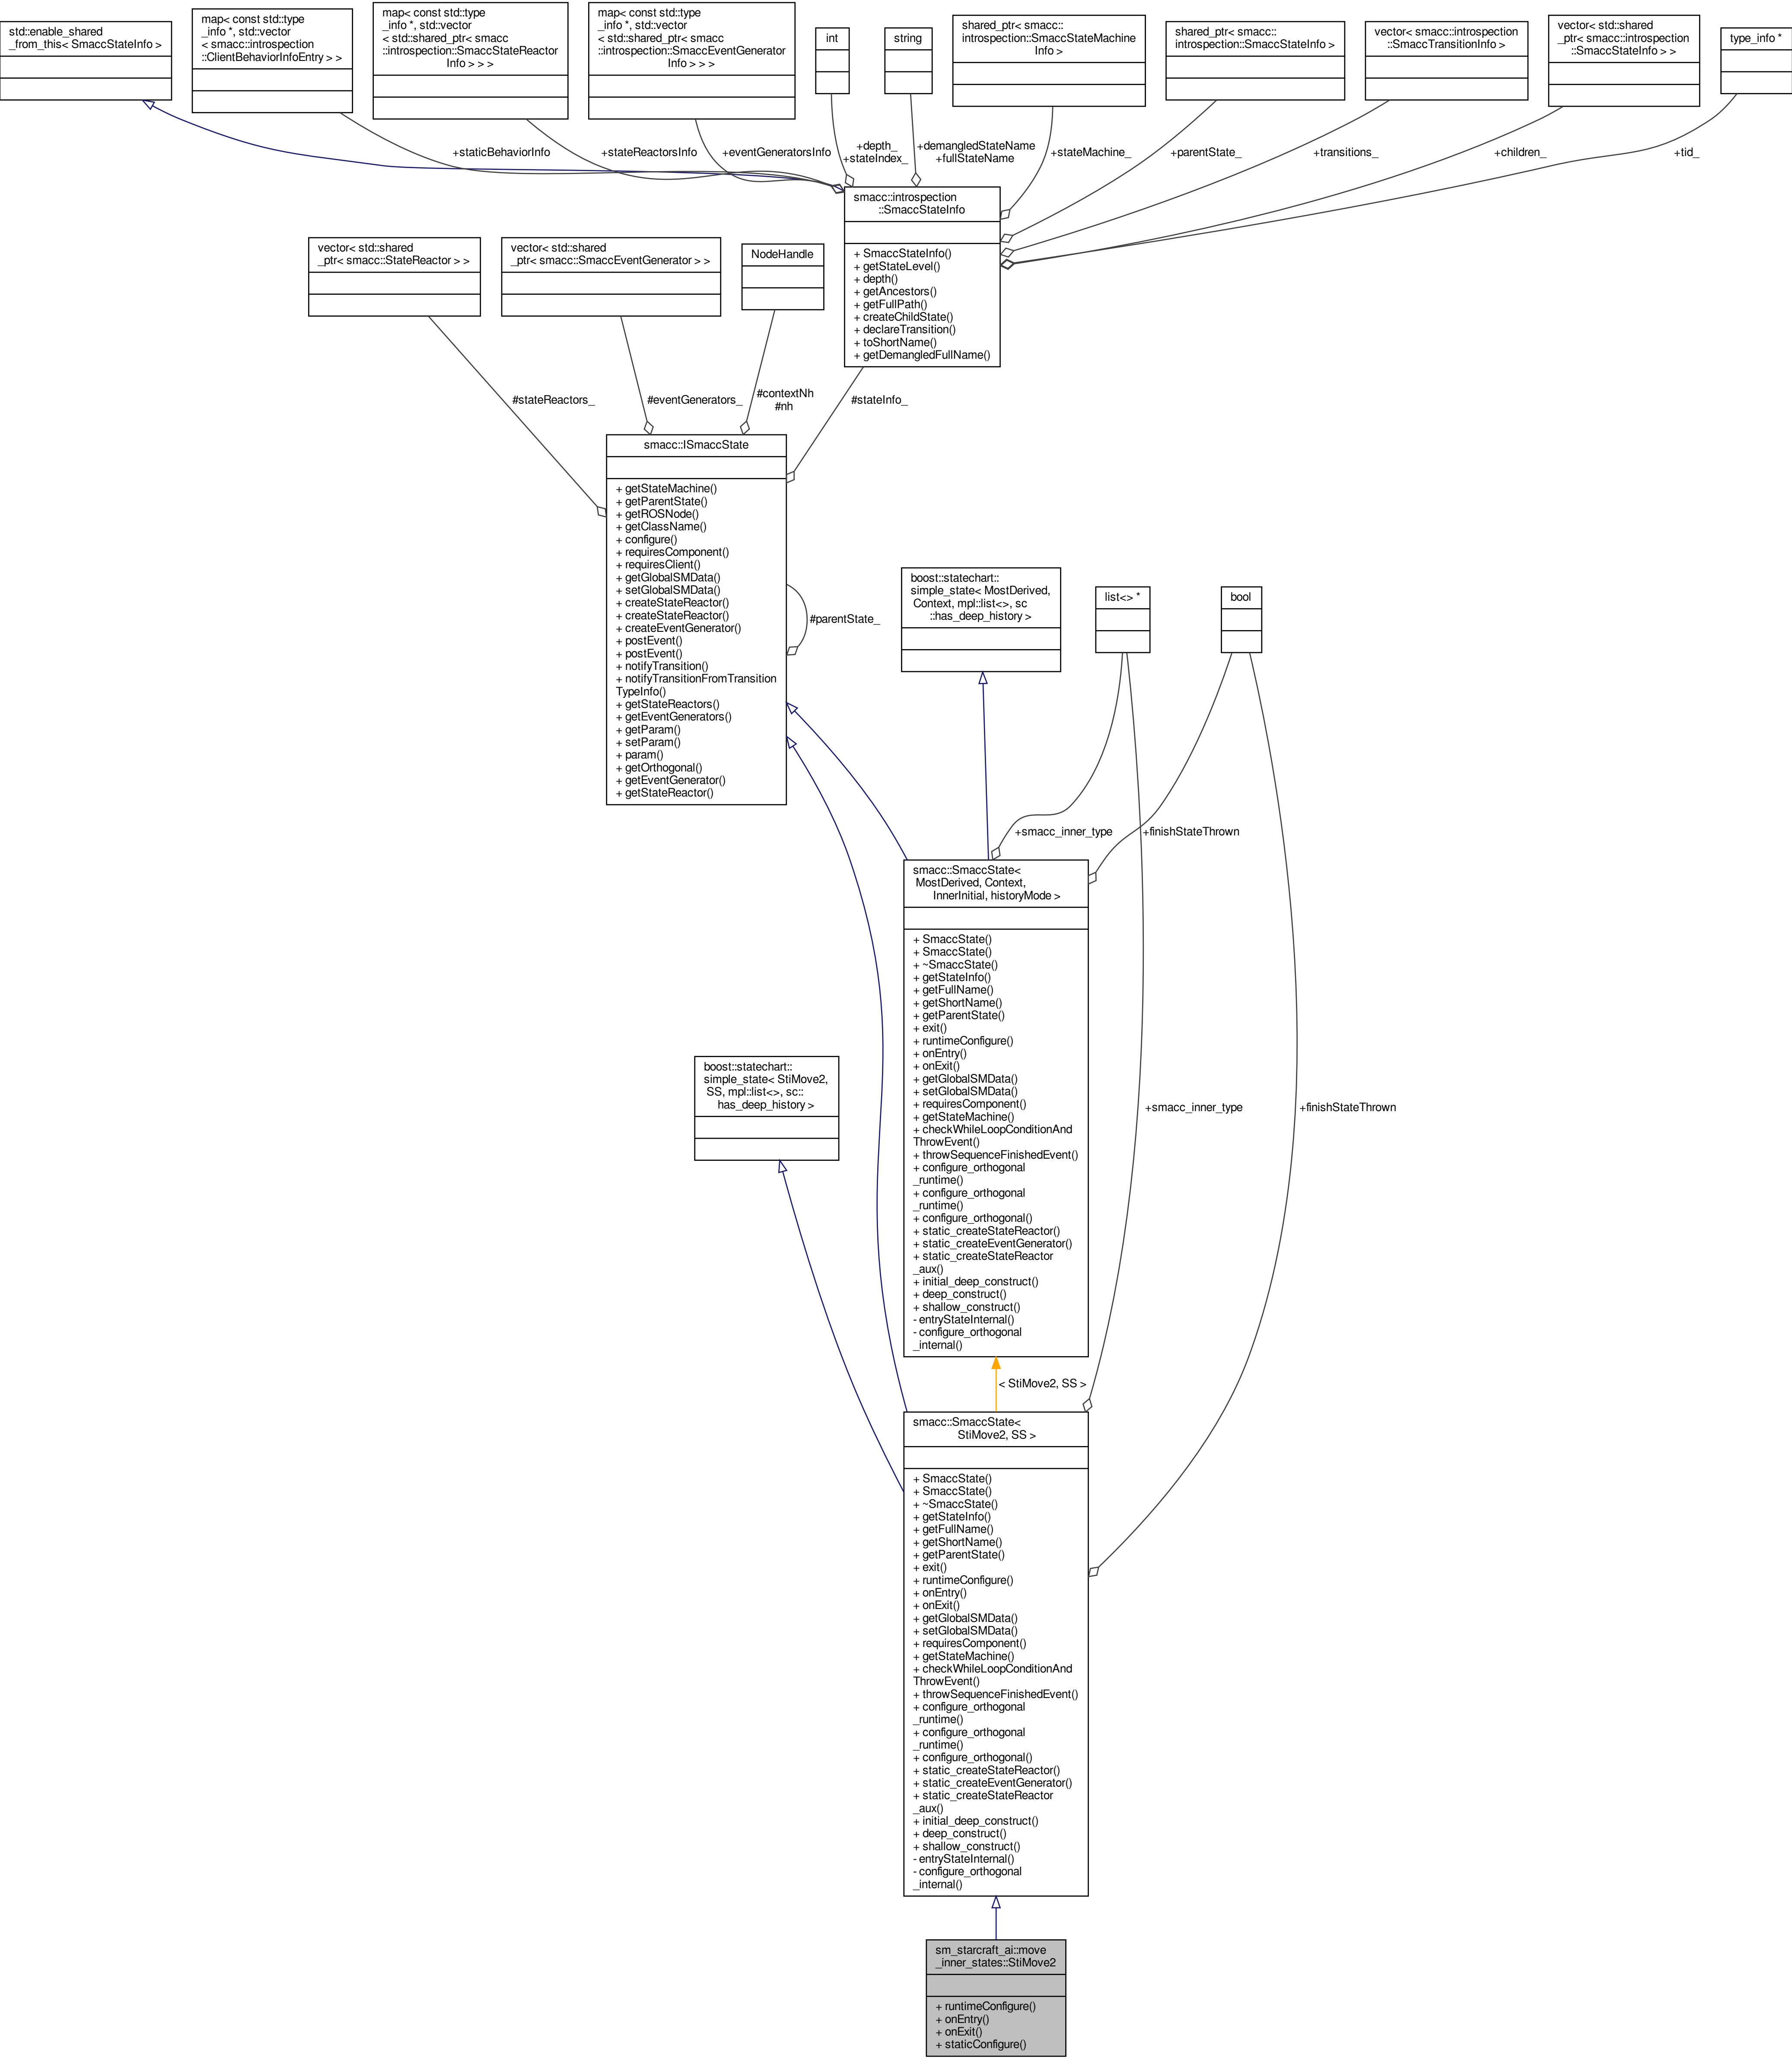 std::enable_shared
_from_this< SmaccStateInfo >
map< const std::type
_info *, std::vector
< smacc::introspection
::ClientBehaviorInfoEntry > >
map< const std::type
_info *, std::vector
< std::shared_ptr< smacc
::introspection::SmaccStateReactor
Info > > >
map< const std::type
_info *, std::vector
< std::shared_ptr< smacc
::introspection::SmaccEventGenerator
Info > > >
int
string
shared_ptr< smacc::
introspection::SmaccStateMachine
Info >
shared_ptr< smacc::
introspection::SmaccStateInfo >
vector< smacc::introspection
::SmaccTransitionInfo >
vector< std::shared
_ptr< smacc::introspection
::SmaccStateInfo > >
type_info *
+staticBehaviorInfo
+stateReactorsInfo
+eventGeneratorsInfo
+depth_
+stateIndex_
+demangledStateName
+fullStateName
+stateMachine_
+parentState_
+transitions_
+children_
+tid_
smacc::introspection
::SmaccStateInfo
+ SmaccStateInfo()
+ getStateLevel()
+ depth()
+ getAncestors()
+ getFullPath()
+ createChildState()
+ declareTransition()
+ toShortName()
+ getDemangledFullName()
vector< std::shared
_ptr< smacc::StateReactor > >
vector< std::shared
_ptr< smacc::SmaccEventGenerator > >
NodeHandle
#stateReactors_
#eventGenerators_
#contextNh
#nh
#stateInfo_
smacc::ISmaccState
+ getStateMachine()
+ getParentState()
+ getROSNode()
+ getClassName()
+ configure()
+ requiresComponent()
+ requiresClient()
+ getGlobalSMData()
+ setGlobalSMData()
+ createStateReactor()
+ createStateReactor()
+ createEventGenerator()
+ postEvent()
+ postEvent()
+ notifyTransition()
+ notifyTransitionFromTransition
TypeInfo()
+ getStateReactors()
+ getEventGenerators()
+ getParam()
+ setParam()
+ param()
+ getOrthogonal()
+ getEventGenerator()
+ getStateReactor()
#parentState_
boost::statechart::
simple_state< MostDerived,
Context, mpl::list<>, sc
::has_deep_history >
list<> *
bool
+smacc_inner_type
+finishStateThrown
smacc::SmaccState<
MostDerived, Context,
InnerInitial, historyMode >
+ SmaccState()
+ SmaccState()
+ ~SmaccState()
+ getStateInfo()
+ getFullName()
+ getShortName()
+ getParentState()
+ exit()
+ runtimeConfigure()
+ onEntry()
+ onExit()
+ getGlobalSMData()
+ setGlobalSMData()
+ requiresComponent()
+ getStateMachine()
+ checkWhileLoopConditionAnd
ThrowEvent()
+ throwSequenceFinishedEvent()
+ configure_orthogonal
_runtime()
+ configure_orthogonal
_runtime()
+ configure_orthogonal()
+ static_createStateReactor()
+ static_createEventGenerator()
+ static_createStateReactor
_aux()
+ initial_deep_construct()
+ deep_construct()
+ shallow_construct()
- entryStateInternal()
- configure_orthogonal
_internal()
boost::statechart::
simple_state< StiMove2,
SS, mpl::list<>, sc::
has_deep_history >
+smacc_inner_type
+finishStateThrown
< StiMove2, SS >
smacc::SmaccState<
StiMove2, SS >
+ SmaccState()
+ SmaccState()
+ ~SmaccState()
+ getStateInfo()
+ getFullName()
+ getShortName()
+ getParentState()
+ exit()
+ runtimeConfigure()
+ onEntry()
+ onExit()
+ getGlobalSMData()
+ setGlobalSMData()
+ requiresComponent()
+ getStateMachine()
+ checkWhileLoopConditionAnd
ThrowEvent()
+ throwSequenceFinishedEvent()
+ configure_orthogonal
_runtime()
+ configure_orthogonal
_runtime()
+ configure_orthogonal()
+ static_createStateReactor()
+ static_createEventGenerator()
+ static_createStateReactor
_aux()
+ initial_deep_construct()
+ deep_construct()
+ shallow_construct()
- entryStateInternal()
- configure_orthogonal
_internal()
sm_starcraft_ai::move
_inner_states::StiMove2
+ runtimeConfigure()
+ onEntry()
+ onExit()
+ staticConfigure()